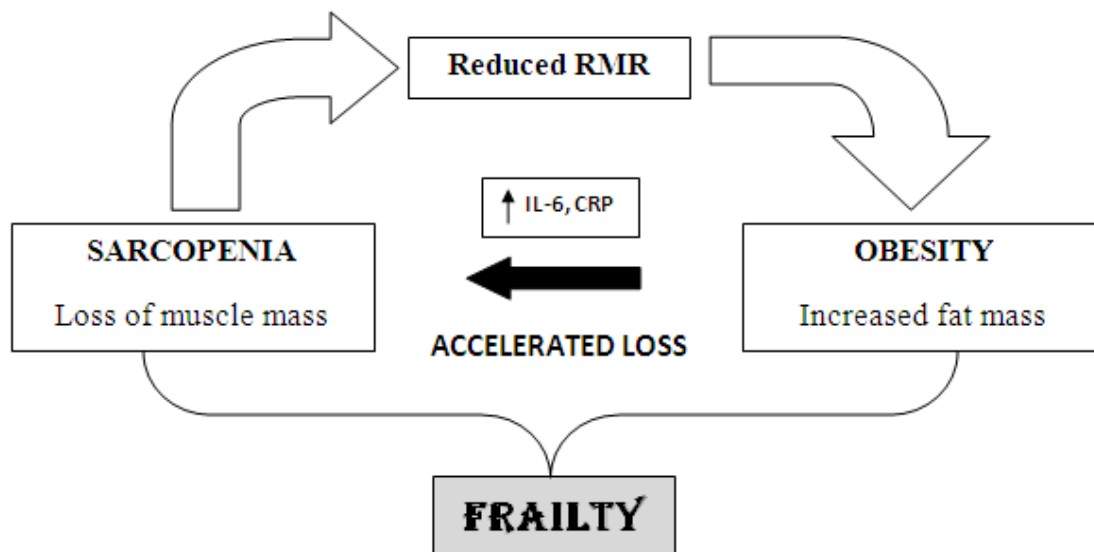 Reduced RMR
↑ IL-6, CRP
SARCOPENIA
Loss of muscle mass
OBESITY
Increased fat mass
ACCELERATED LOSS
FRAILTY